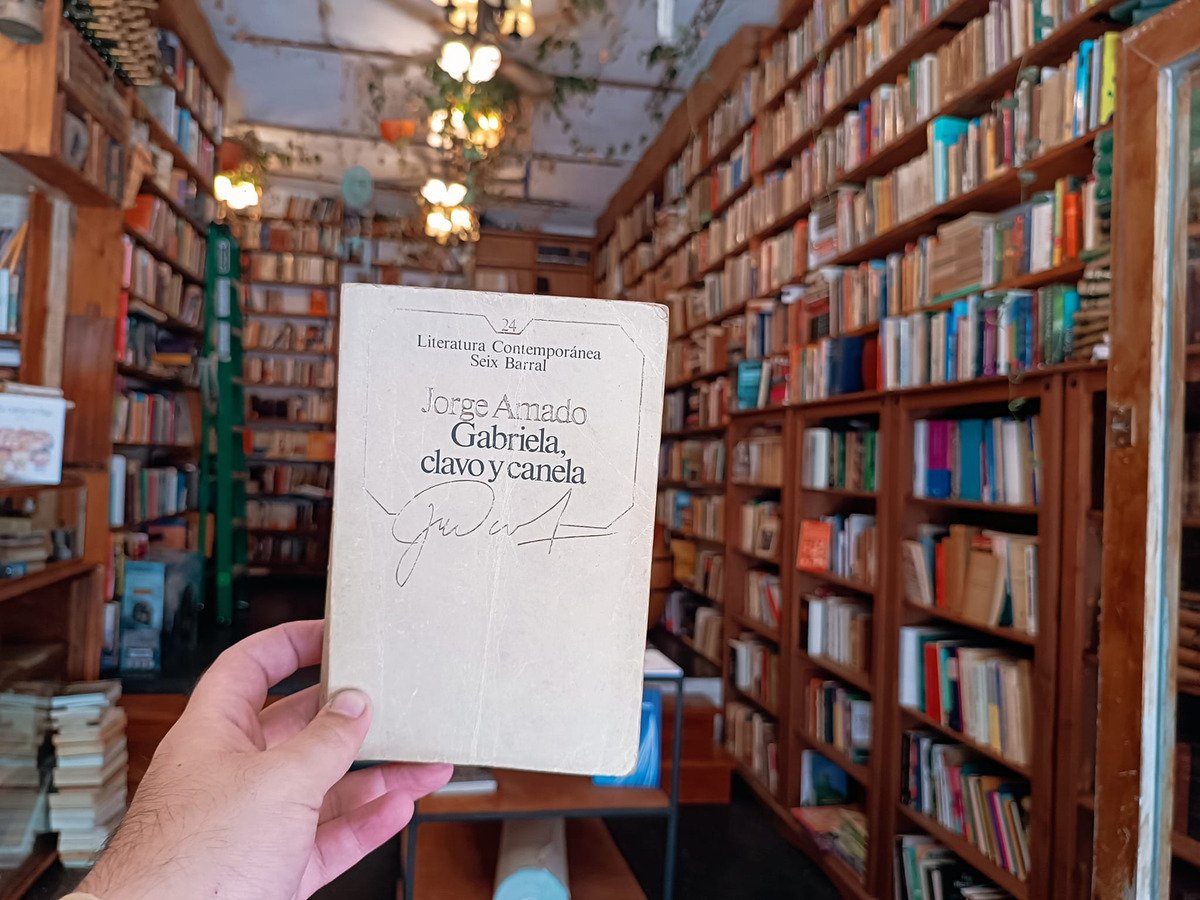 24
Literatura Contemporánea
Seix Barral
Jorge Amado
Gabriela,
clavo y canela